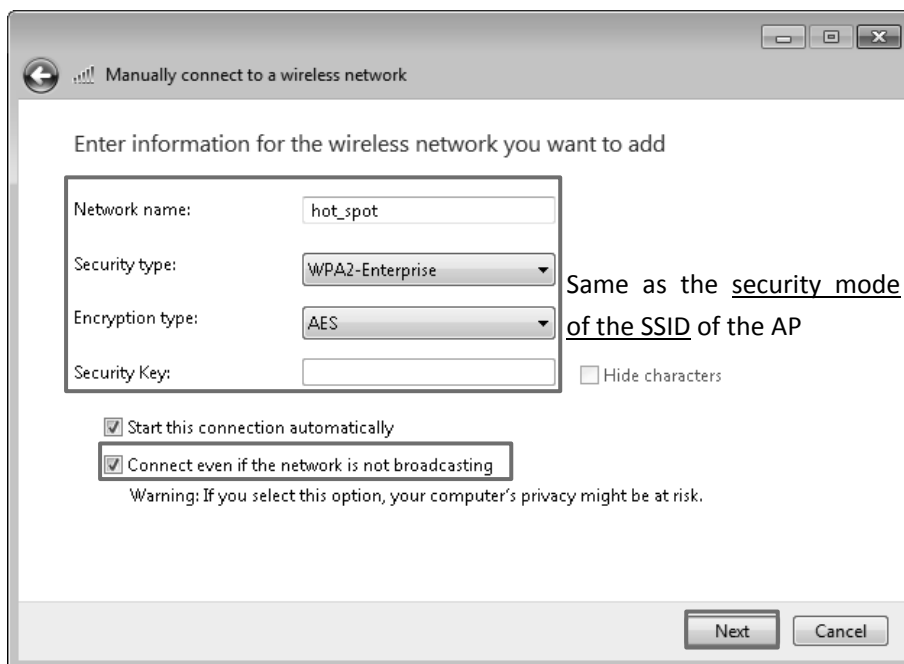 Manually connect to a wireless network
Enter information for the wireless network you want to add
Network name: hot_spot
Security type: WPA2-Enterprise
Same as the security mode
of the SSID of the AP
Encryption type: AES
Security Key:
Hide characters
Start this connection automatically
Connect even if the network is not broadcasting
Warning: If you select this option, your computer's privacy might be at risk.
Next Cancel